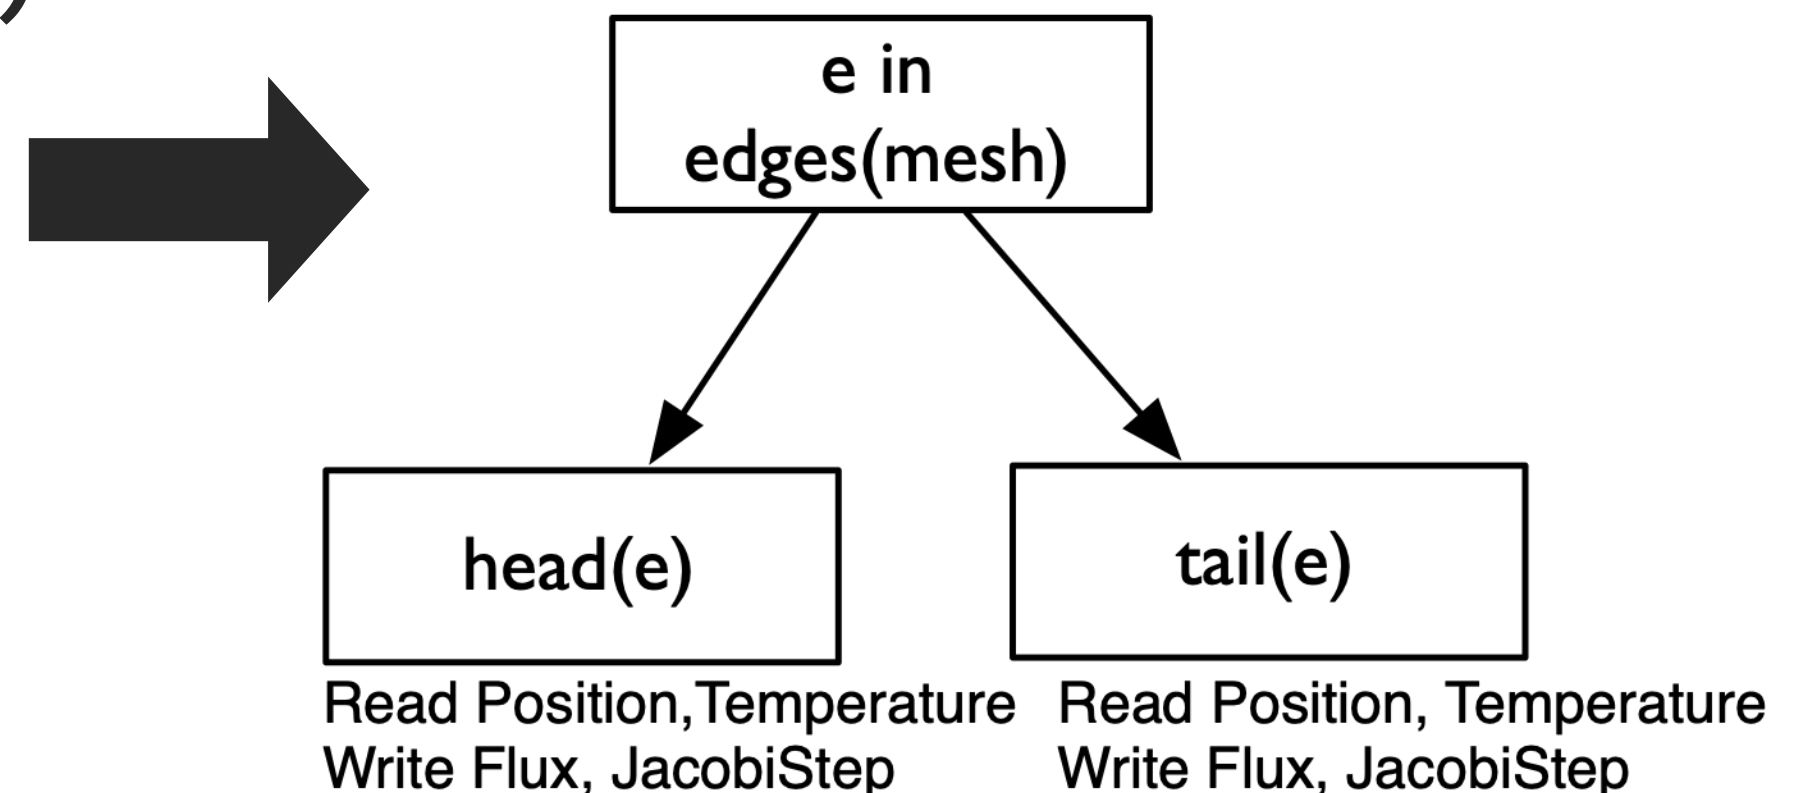 )
e in
edges(mesh)
head(e)
tail(e)
Read Position,Temperature
Write Flux, JacobiStep
Read Position, Temperature
Write Flux, JacobiStep